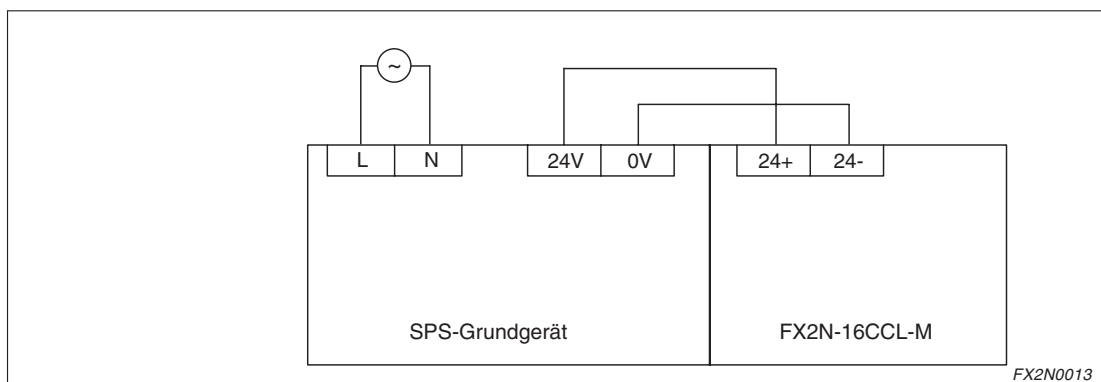 ~
L N 24V 0V 24+ 24-
SPS-Grundgerät FX2N-16CCL-M
FX2N0013